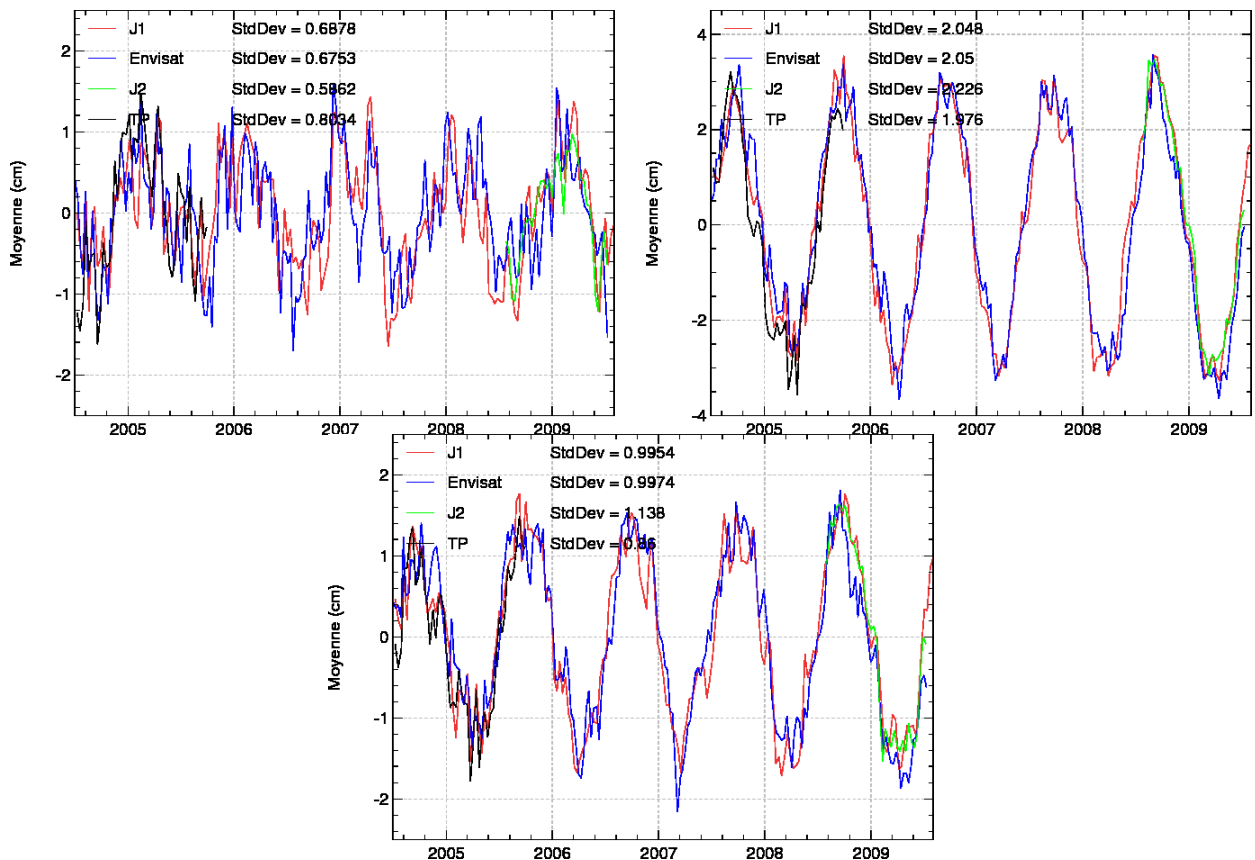 2
1
0
-1
-2
Moyenne (cm)
J1 StdDev = 0.6878
Envisat StdDev = 0.6753
J2 StdDev =
TP StdDev = 0.8034
2005 2006 2007 2008 2009
4
2
0
-2
-4
Moyenne (cm)
J1 StdDev = 2.048
Envisat StdDev = 2.05
J2 StdDev = 2.226
TP StdDev = 1.976
2005 2006 2007 2008 2009
2
1
0
-1
-2
Moyenne (cm)
J1 StdDev = 0.9954
Envisat StdDev = 0.9974
J2 StdDev = 1.138
TP StdDev = 0.86
2005 2006 2007 2008 2009